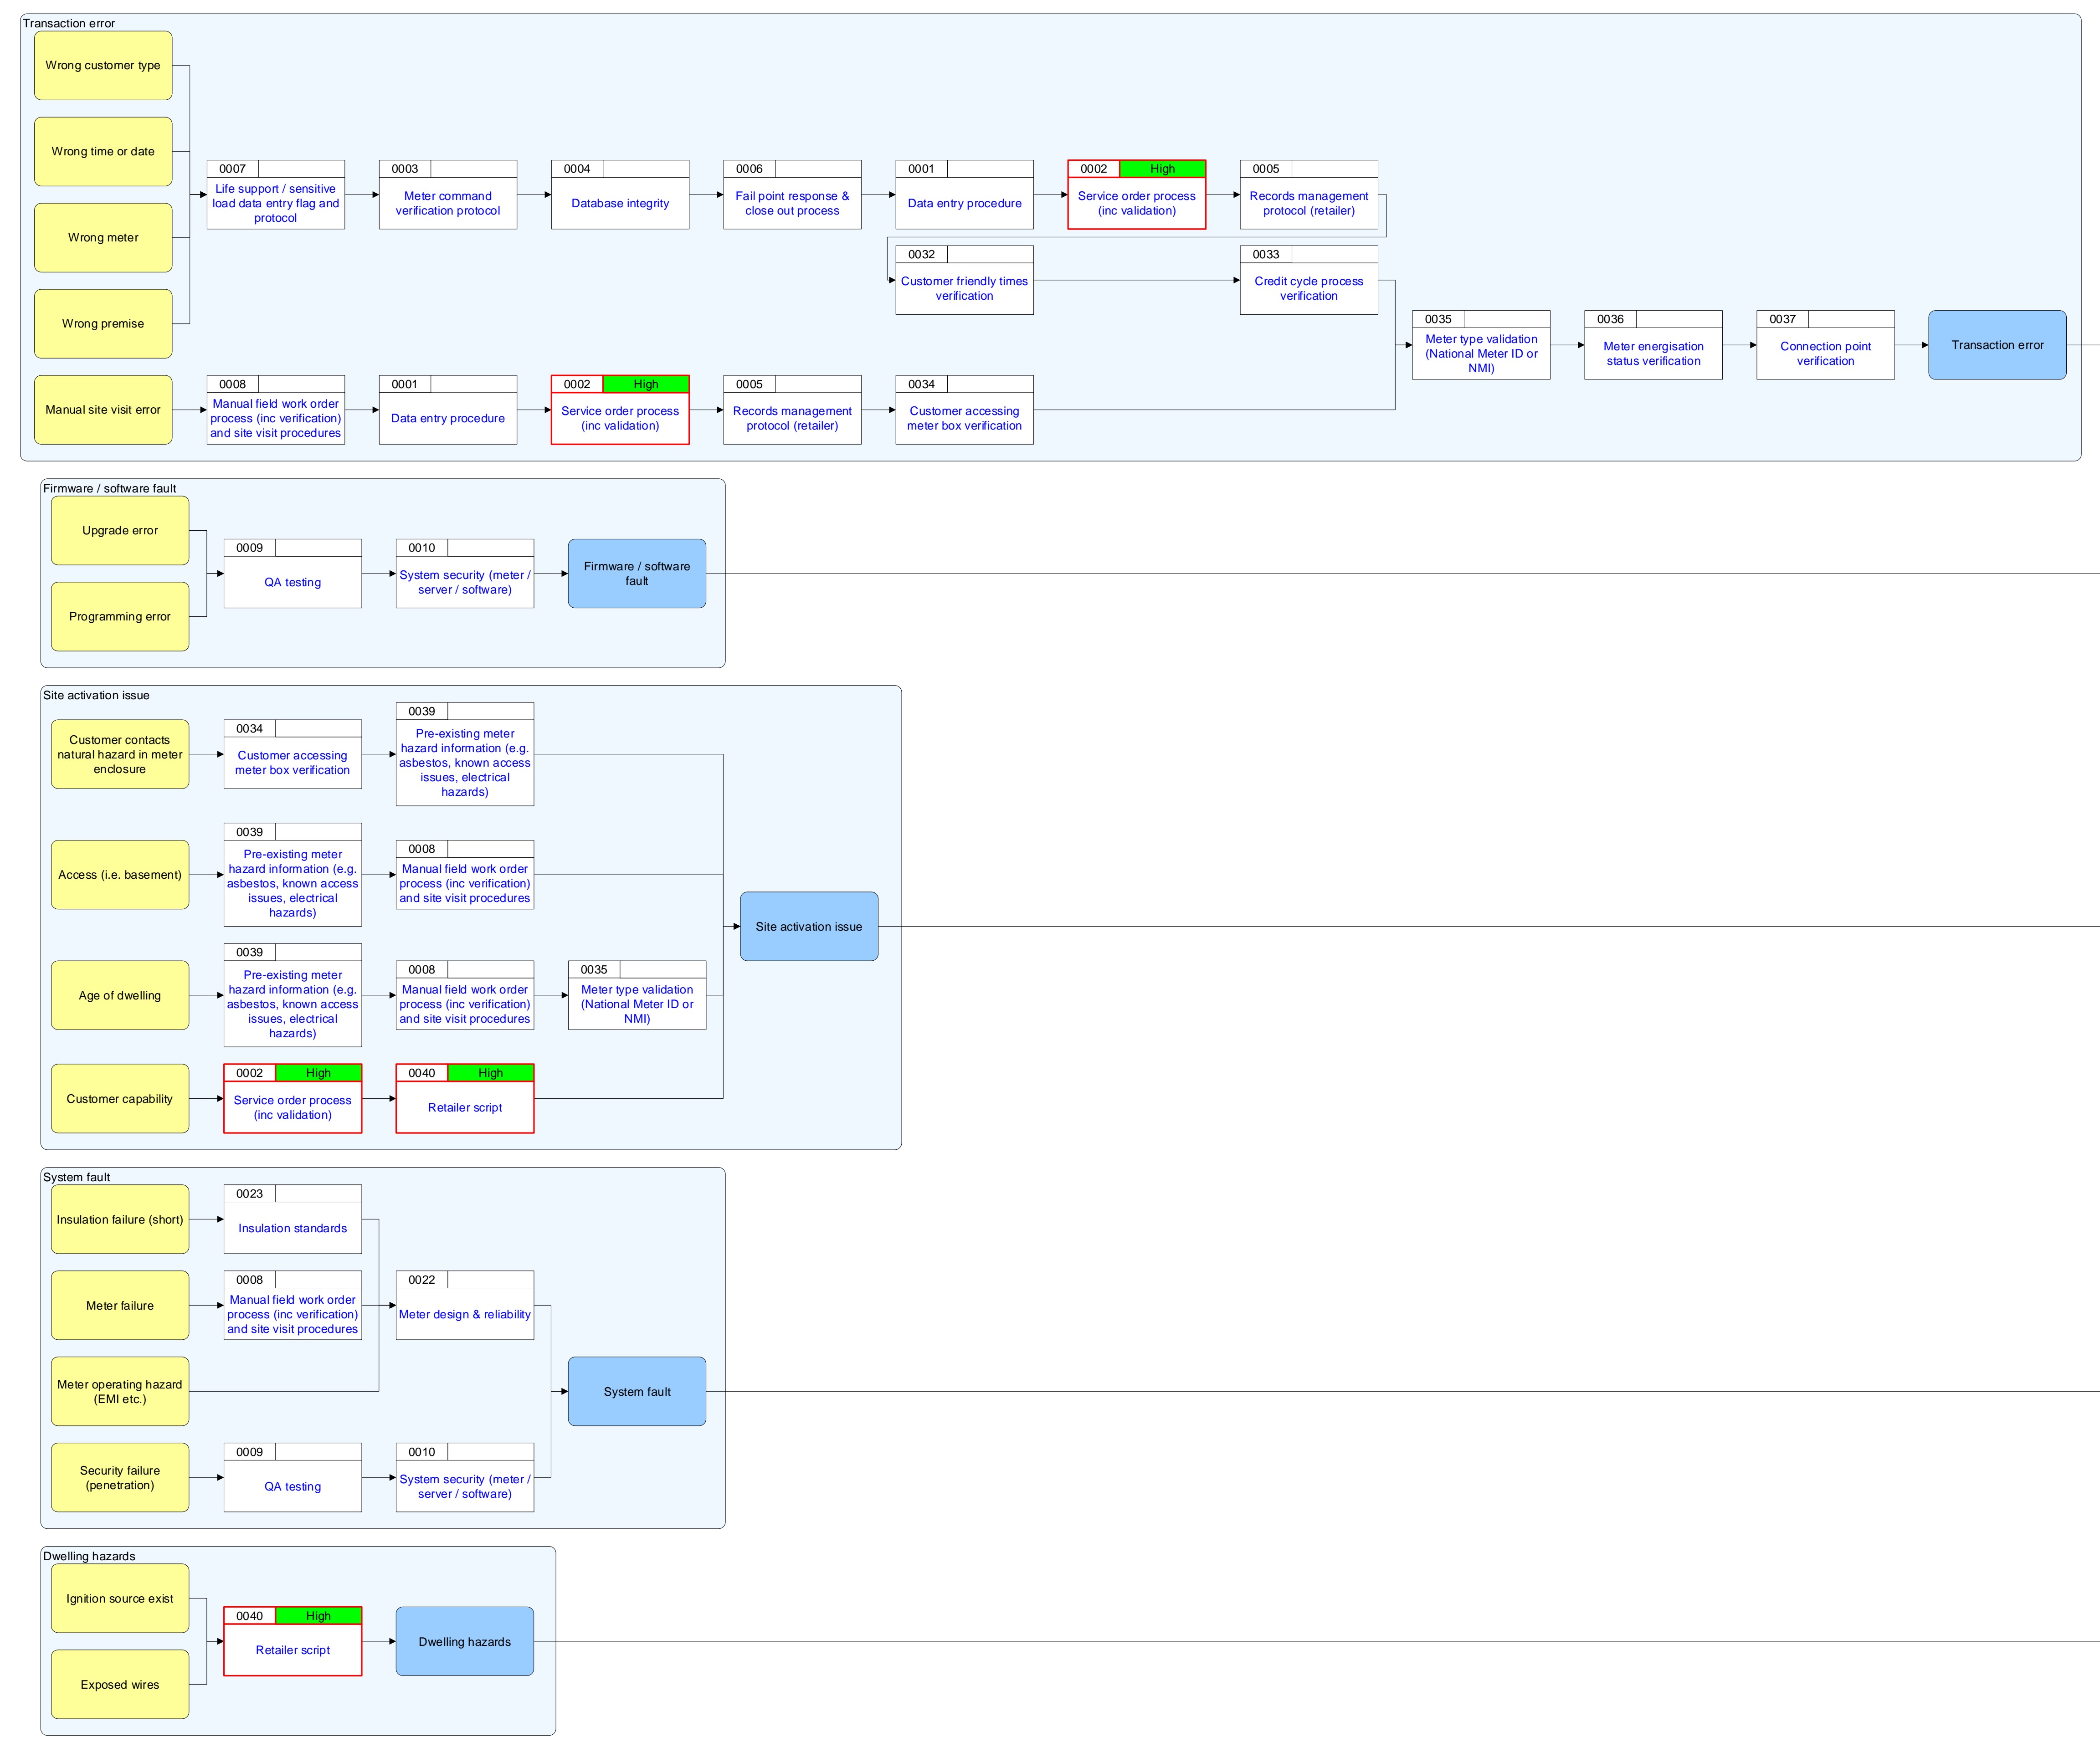 Transaction error
Wrong customer type
Wrong time or date
Wrong meter
Wrong premise
0007
Life support / sensitive
load data entry flag and
protocol
0003
Meter command
verification protocol
0004
Database integrity
0006
Fail point response &
close out process
0001
Data entry procedure
0002 High
Service order process
(inc validation)
0005
Records management
protocol (retailer)
0032
Customer friendly times
verification
0033
Credit cycle process
verification
0035
Meter type validation
(National Meter ID or
NMI)
0036
Meter energisation
status verification
0037
Connection point
verification
Transaction error
Manual site visit error
0008
Manual field work order
process (inc verification)
and site visit procedures
0001
Data entry procedure
0002 High
Service order process
(inc validation)
0005
Records management
protocol (retailer)
0034
Customer accessing
meter box verification
Firmware / software fault
Upgrade error
Programming error
0009
QA testing
0010
System security (meter /
server / software)
Firmware / software
fault
Site activation issue
Customer contacts
natural hazard in meter
enclosure
0034
Customer accessing
meter box verification
0039
Pre-existing meter
hazard information (e.g.
asbestos, known access
issues, electrical
hazards)
Access (i.e. basement)
0039
Pre-existing meter
hazard information (e.g.
asbestos, known access
issues, electrical
hazards)
0008
Manual field work order
process (inc verification)
and site visit procedures
Site activation issue
Age of dwelling
0039
Pre-existing meter
hazard information (e.g.
asbestos, known access
issues, electrical
hazards)
0008
Manual field work order
process (inc verification)
and site visit procedures
0035
Meter type validation
(National Meter ID or
NMI)
Customer capability
0002 High
Service order process
(inc validation)
0040 High
Retailer script
System fault
Insulation failure (short)
0023
Insulation standards
Meter failure
0008
Manual field work order
process (inc verification)
and site visit procedures
0022
Meter design & reliability
Meter operating hazard
(EMI etc.)
System fault
Security failure
(penetration)
0009
QA testing
0010
System security (meter /
server / software)
Dwelling hazards
Ignition source exist
Exposed wires
0040 High
Retailer script
Dwelling hazards